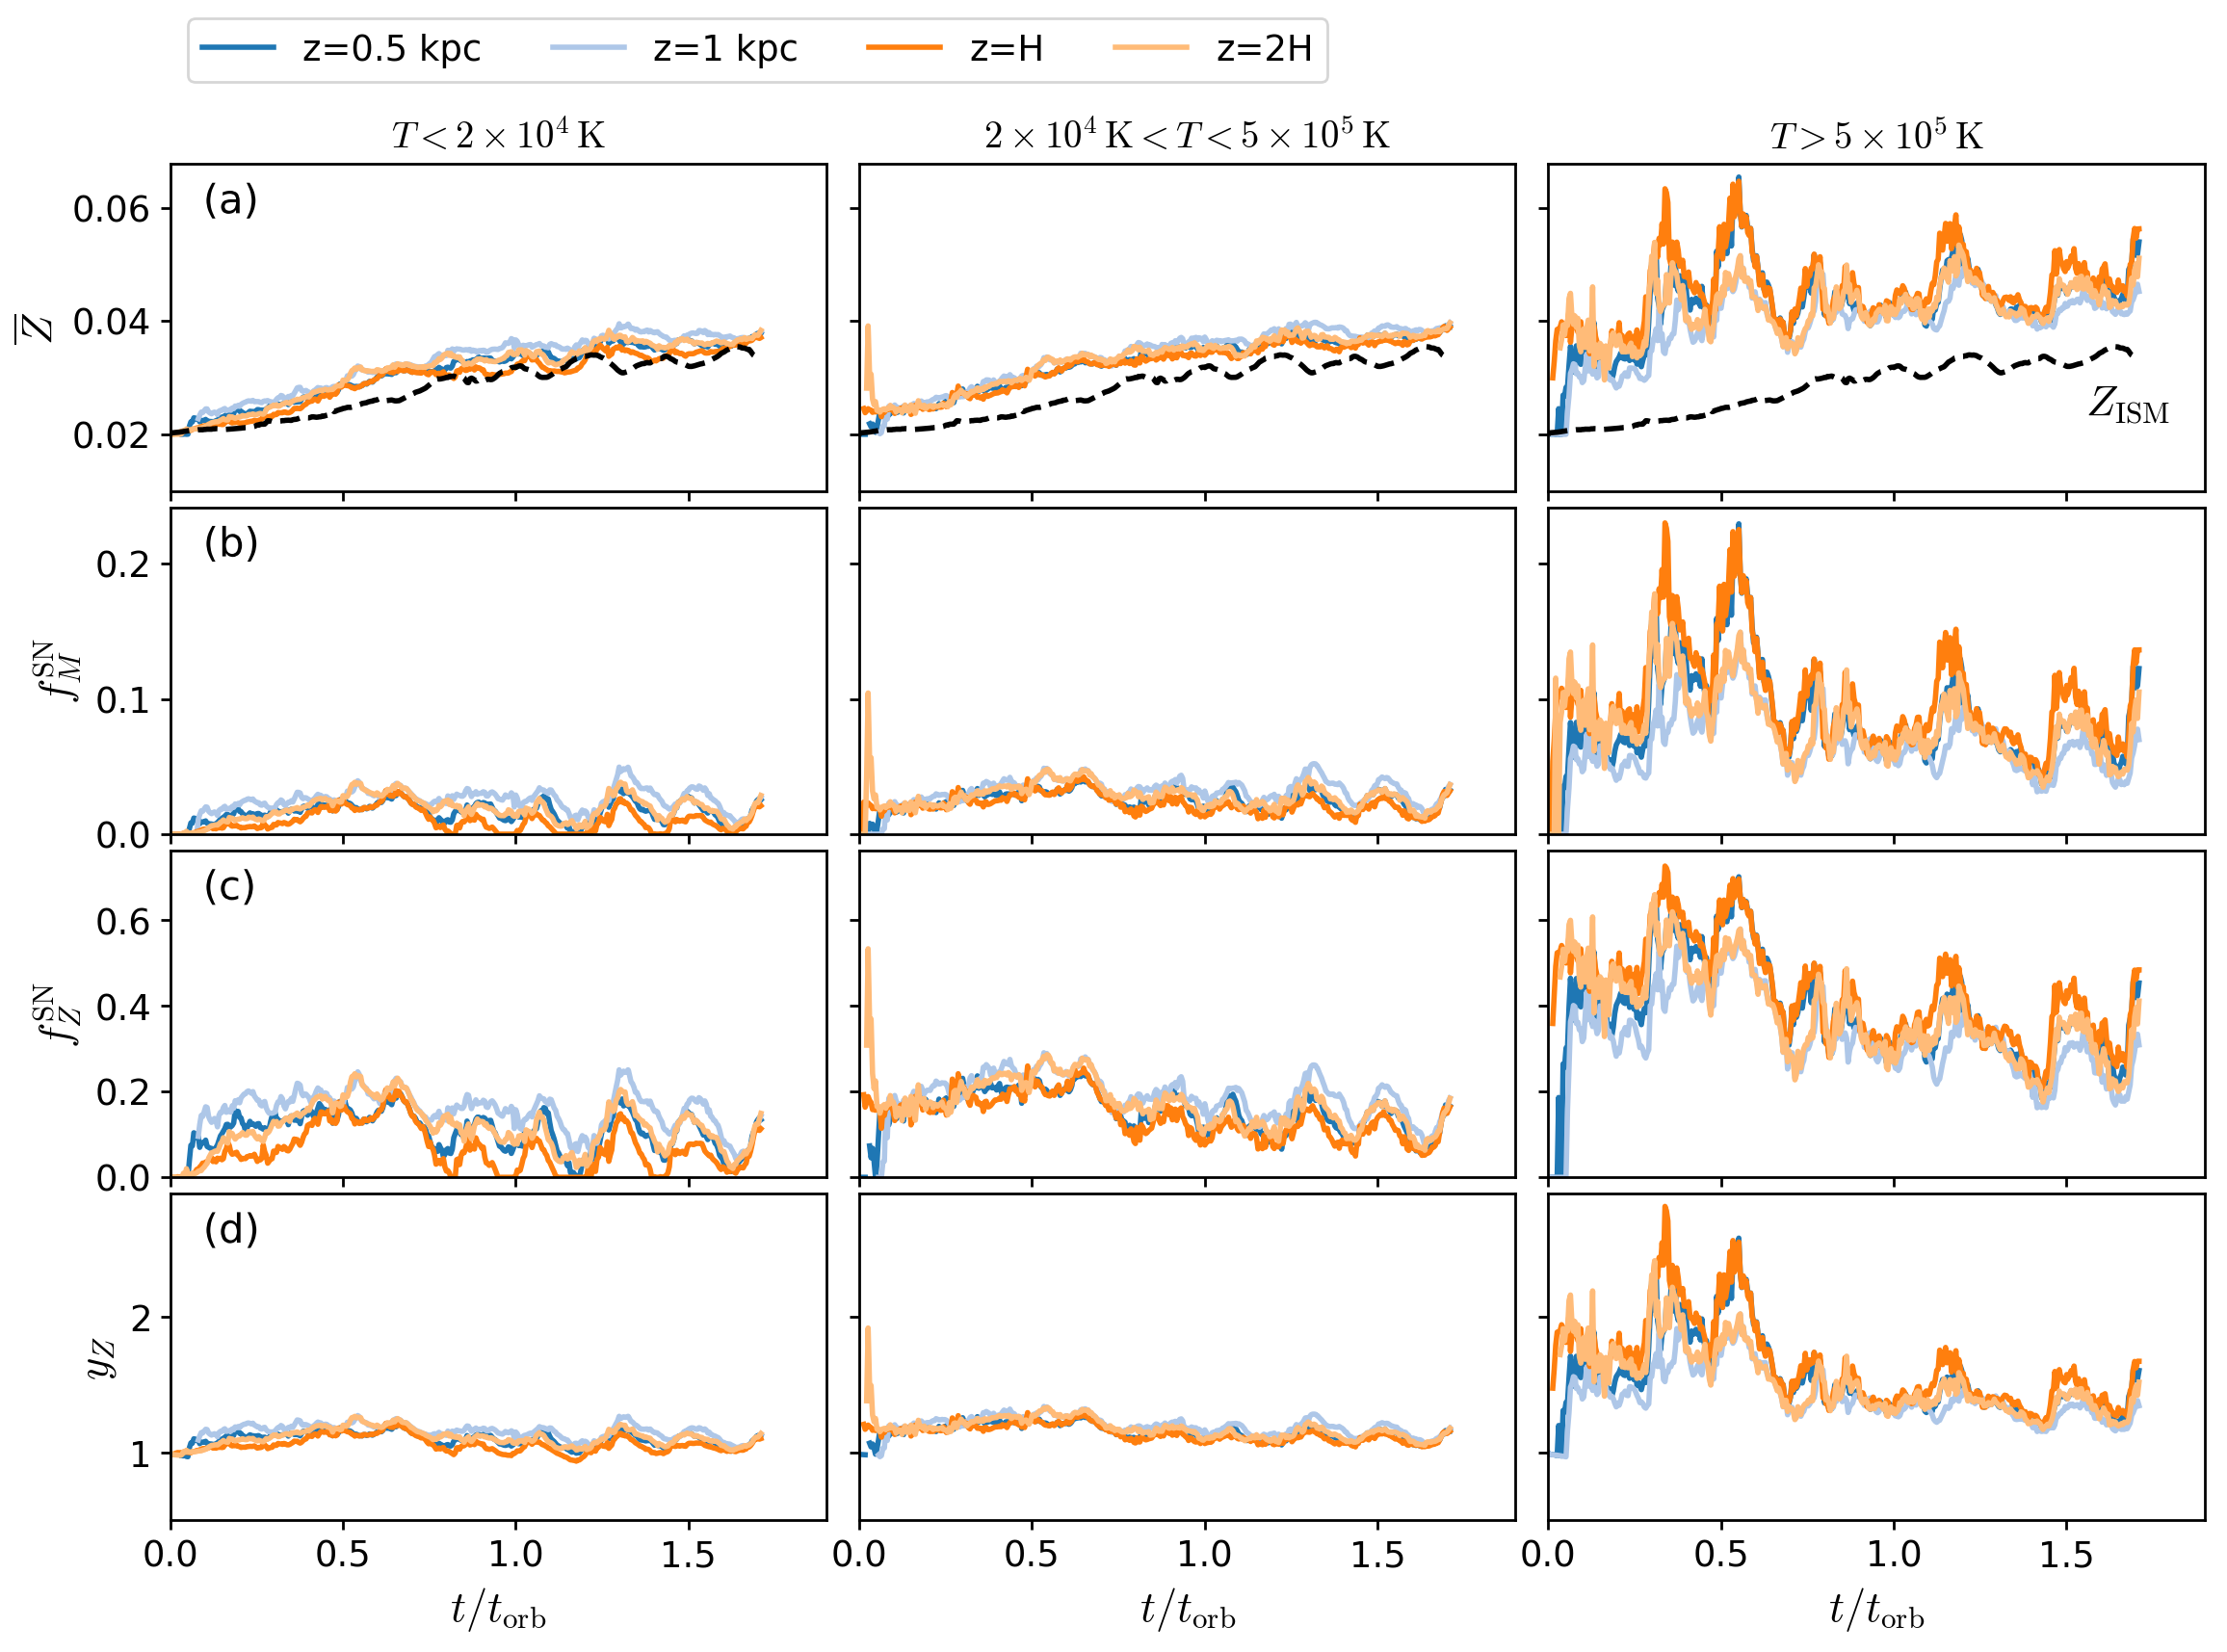 z=0.5 kpc z=1 kpc z=H z=2H
T < 2 × 10⁴ K 2 × 10⁴ K < T < 5 × 10⁵ K T > 5 × 10⁵ K
(a)
0.06
0.04
0.02
Z̅
Z_ISM
(b)
0.2
0.1
0.0
f_M^SN
(c)
0.6
0.4
0.2
0.0
f_Z^SN
(d)
2
1
y_Z
0.0 0.5 1.0 1.5 0.0 0.5 1.0 1.5 0.0 0.5 1.0 1.5
t/t_orb t/t_orb t/t_orb